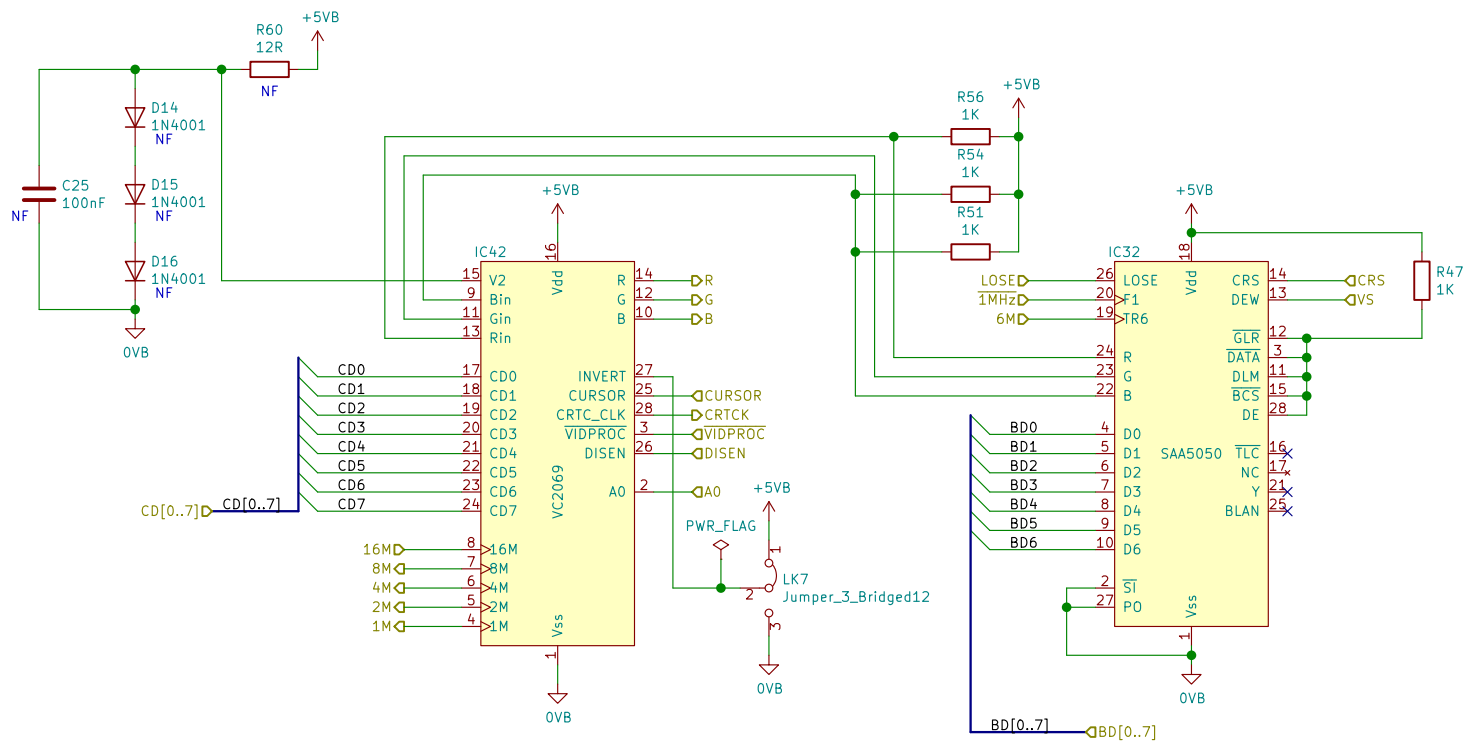 R60
12R
NF
+5VB
D14
1N4001
NF
D15
1N4001
NF
D16
1N4001
NF
C25
100nF
NF
0VB
+5VB
R56
1K
R54
1K
R51
1K
+5VB
IC42
16
Vdd
15 V2
9 Bin
11 Gin
13 Rin
17 CD0
18 CD1
19 CD2
20 CD3
21 CD4
22 CD5
23 CD6
24 CD7
CD0
CD1
CD2
CD3
CD4
CD5
CD6
CD7
CD[0..7] CD[0..7]
16M 8 16M
8M 7 8M
4M 6 4M
2M 5 2M
1M 4 1M
R 14 R
G 12 G
B 10 B
INVERT 27
CURSOR 25 CURSOR
CRTC_CLK 28 CRTCK
VIDPROC 3 VIDPROC
DISEN 26 DISEN
A0 2 A0
VC2069
Vss
1
0VB
PWR_FLAG
+5VB
1
2
3
LK7
Jumper_3_Bridged12
0VB
+5VB
IC32
18
Vdd
LOSE 26 LOSE
1MHz 20 F1
6M 19 TR6
24 R
23 G
22 B
BD0 4 D0
BD1 5 D1
BD2 6 D2
BD3 7 D3
BD4 8 D4
BD5 9 D5
BD6 10 D6
2 SI
27 PO
CRS 14 CRS
DEW 13 VS
GLR 12
DATA 3
DLM 11
BCS 15
DE 28
SAA5050
TLC 16
NC 17
Y 21
BLAN 25
R47
1K
Vss
1
0VB
BD[0..7] BD[0..7]